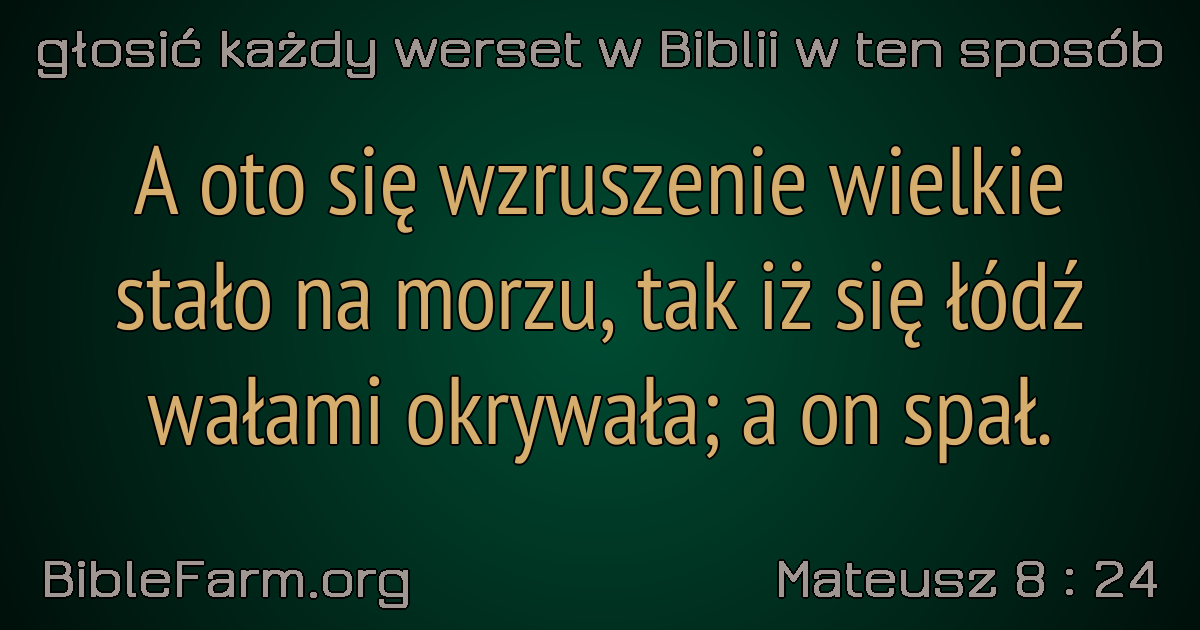 głosić każdy werset w Biblii w ten sposób
A oto się wzruszenie wielkie
stało na morzu, tak iż się łódź
wałami okrywała; a on spał.
BibleFarm.org
Mateusz 8 : 24